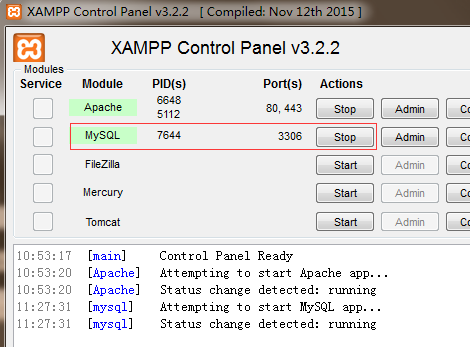 XAMPP Control Panel v3.2.2 [ Compiled: Nov 12th 2015 ]
XAMPP Control Panel v3.2.2
Modules
Service Module PID(s) Port(s) Actions
Apache 6648 5112 80, 443 Stop Admin Co
MySQL 7644 3306 Stop Admin Co
FileZilla Start Admin Co
Mercury Start Admin Co
Tomcat Start Admin Co
10:53:17 [main] Control Panel Ready
10:53:20 [Apache] Attempting to start Apache app...
10:53:20 [Apache] Status change detected: running
11:27:31 [mysql] Attempting to start MySQL app...
11:27:31 [mysql] Status change detected: running